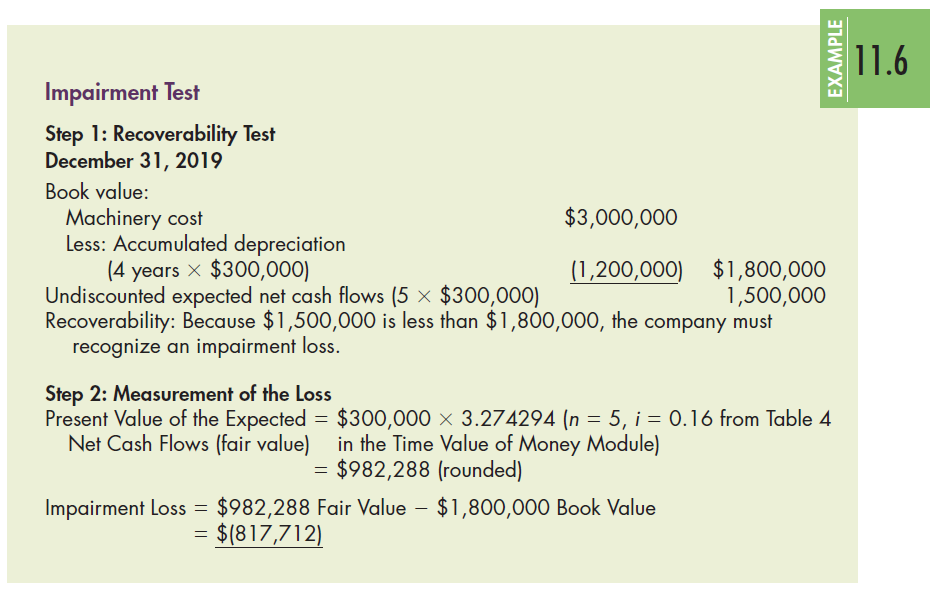 EXAMPLE 11.6
Impairment Test
Step 1: Recoverability Test
December 31, 2019
Book value:
Machinery cost $3,000,000
Less: Accumulated depreciation
(4 years × $300,000) (1,200,000) $1,800,000
Undiscounted expected net cash flows (5 × $300,000) 1,500,000
Recoverability: Because $1,500,000 is less than $1,800,000, the company must
recognize an impairment loss.
Step 2: Measurement of the Loss
Present Value of the Expected = $300,000 × 3.274294 (n = 5, i = 0.16 from Table 4
Net Cash Flows (fair value) in the Time Value of Money Module)
= $982,288 (rounded)
Impairment Loss = $982,288 Fair Value − $1,800,000 Book Value
= $(817,712)